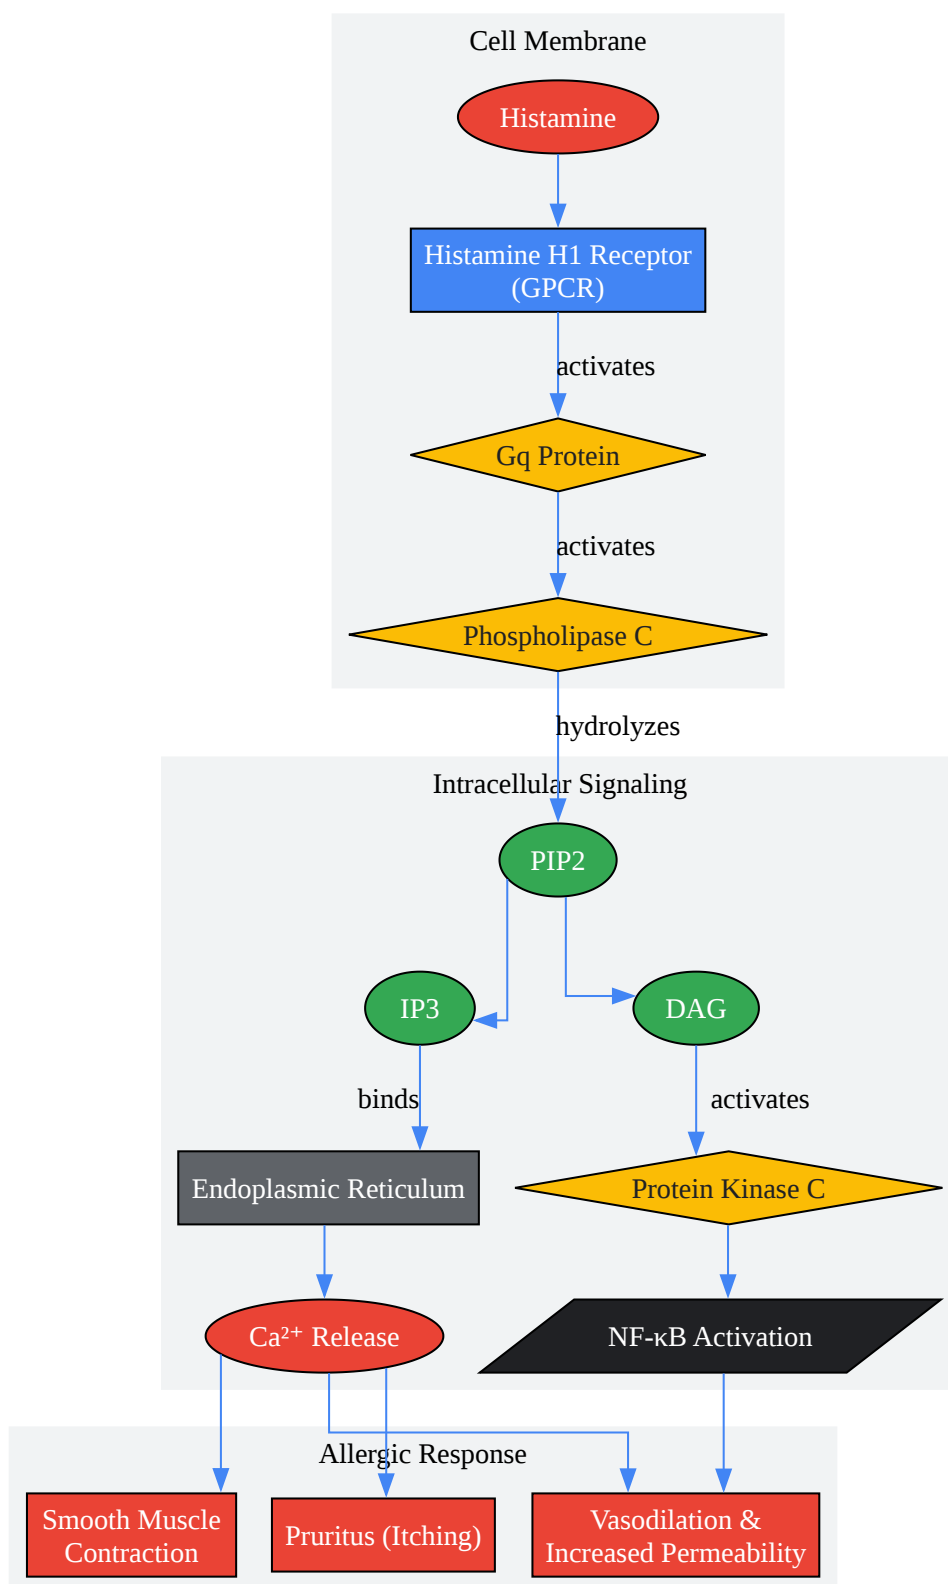 Cell Membrane
Histamine
Histamine H1 Receptor
(GPCR)
activates
Gq Protein
activates
Phospholipase C
hydrolyzes
Intracellular Signaling
PIP2
IP3
DAG
binds
activates
Endoplasmic Reticulum
Protein Kinase C
Ca²⁺ Release
NF-κB Activation
Allergic Response
Smooth Muscle
Contraction
Pruritus (Itching)
Vasodilation &
Increased Permeability